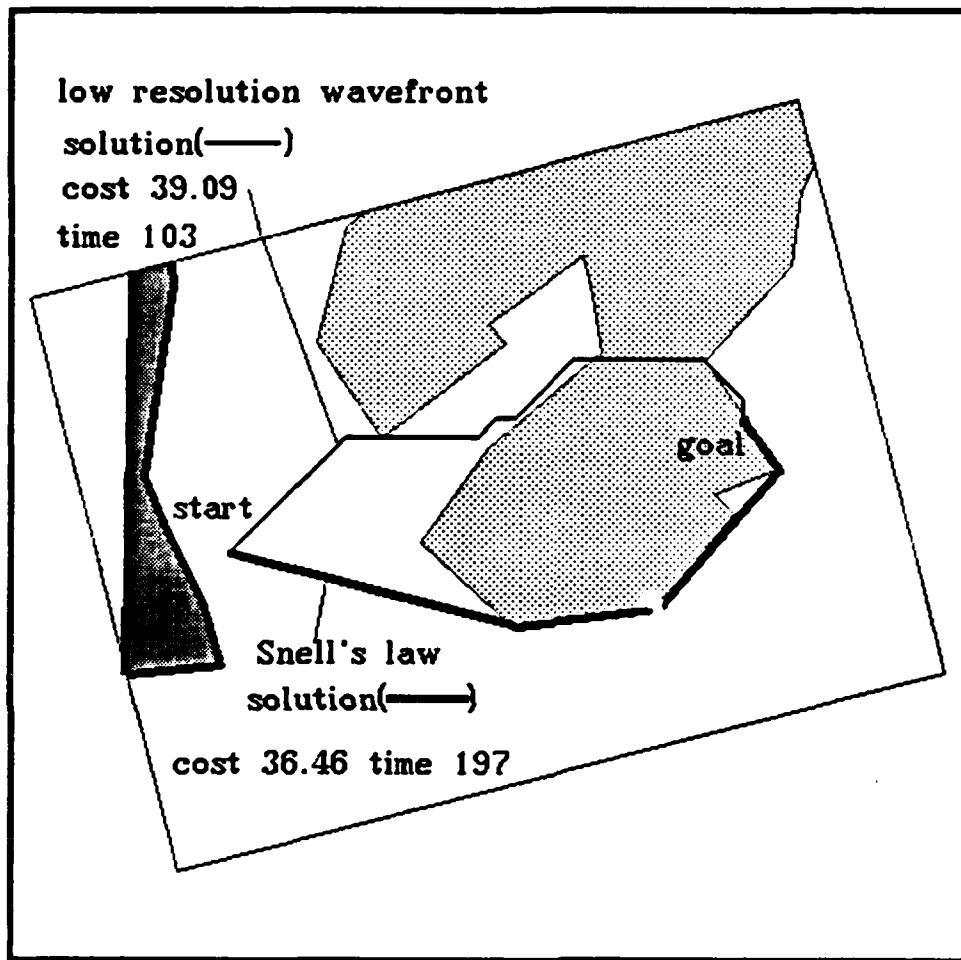 low resolution wavefront
solution(——)
cost 39.09
time 103
goal
start
Snell's law
solution(——)
cost 36.46 time 197